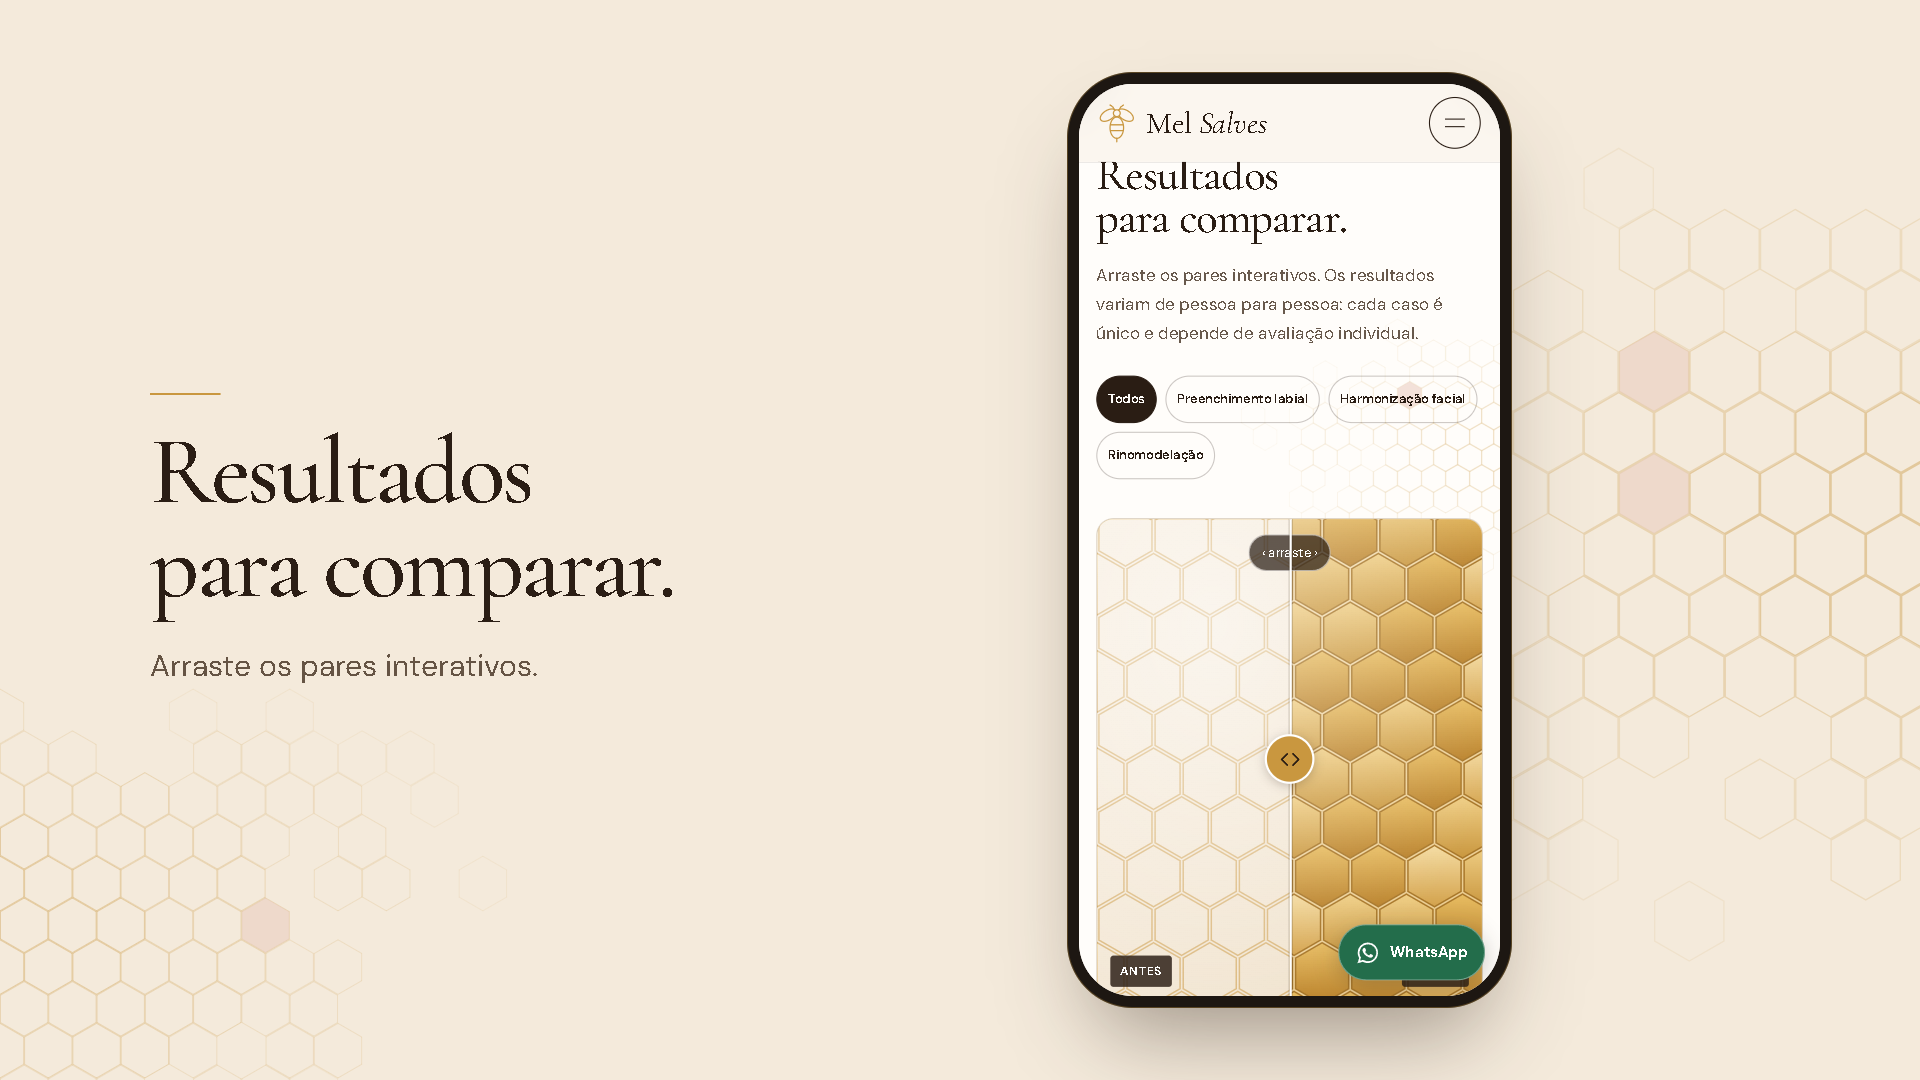 Resultados
para comparar.
Arraste os pares interativos.
Mel Salves
Resultados
para comparar.
Arraste os pares interativos. Os resultados
variam de pessoa para pessoa: cada caso é
único e depende de avaliação individual.
Todos
Preenchimento labial
Harmonização facial
Rinomodelação
‹ arraste ›
ANTES
WhatsApp